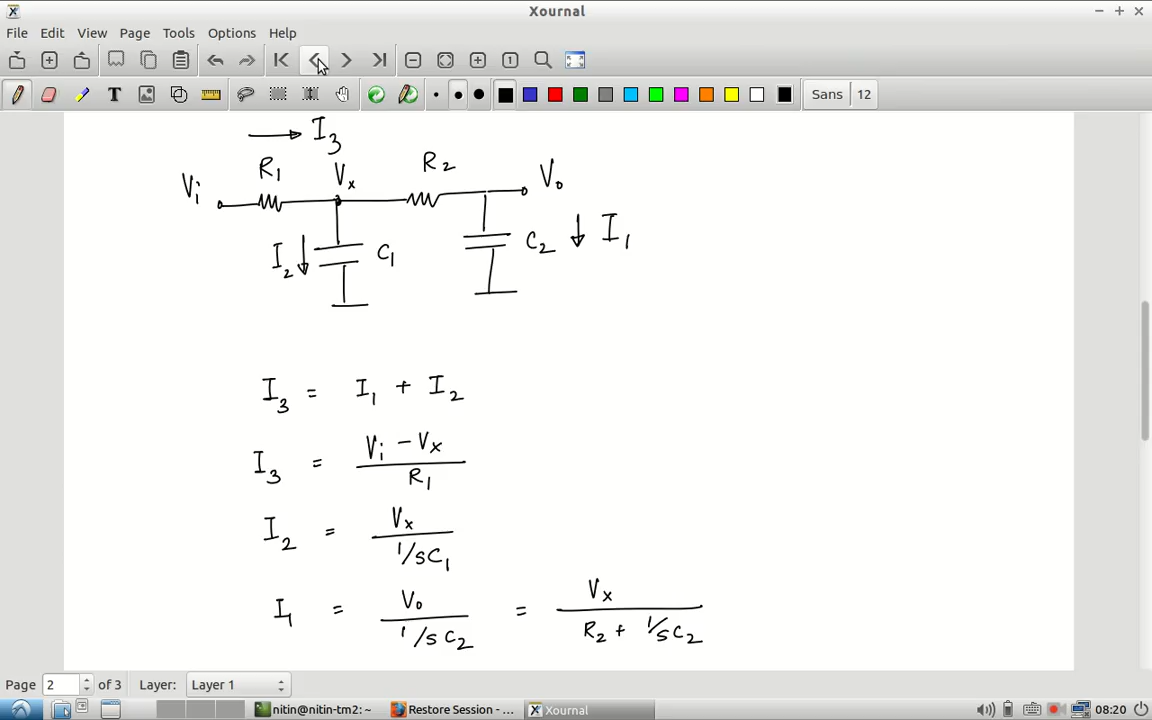 Xournal
File Edit View Page Tools Options Help
Sans 12
I3
R1 Vx R2 Vo
Vi
I2 C1 C2 I1
I3 = I1 + I2
I3 = Vi - Vx / R1
I2 = Vx / 1/sC1
I1 = Vo / 1/sC2 = Vx / R2 + 1/sC2
Page 2 of 3 Layer: Layer 1
nitin@nitin-tm2: ~ Restore Session - ... Xournal 08:20